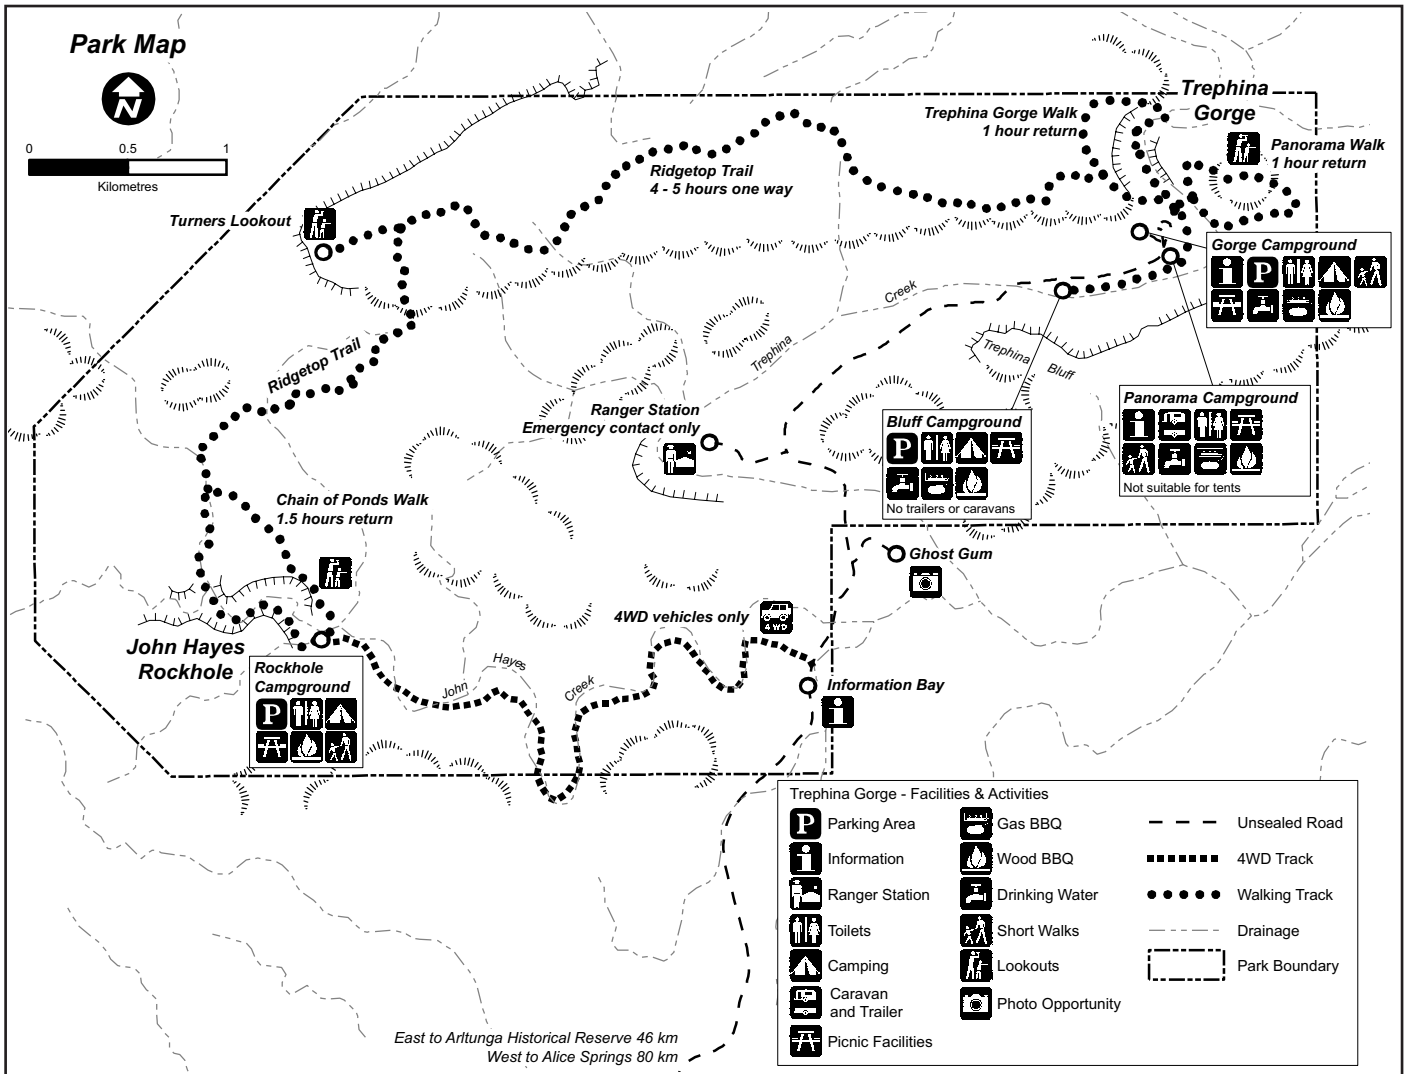 Park Map
N
0 0.5 1
Kilometres
Trephina
Gorge
Trephina Gorge Walk
1 hour return
Panorama Walk
1 hour return
Ridgetop Trail
4 - 5 hours one way
Turners Lookout
Gorge Campground
i P
Creek
Trephina
Trephina
Bluff
Ridgetop Trail
Ranger Station
Emergency contact only
Bluff Campground
P
No trailers or caravans
Panorama Campground
i
Not suitable for tents
Chain of Ponds Walk
1.5 hours return
Ghost Gum
4WD vehicles only
4 WD
John Hayes
Rockhole
Rockhole
Campground
P
John
Hayes
Creek
Information Bay
i
Trephina Gorge - Facilities & Activities
P Parking Area
i Information
Ranger Station
Toilets
Camping
Caravan
and Trailer
Picnic Facilities
Gas BBQ
Wood BBQ
Drinking Water
Short Walks
Lookouts
Photo Opportunity
Unsealed Road
4WD Track
Walking Track
Drainage
Park Boundary
East to Arltunga Historical Reserve 46 km
West to Alice Springs 80 km